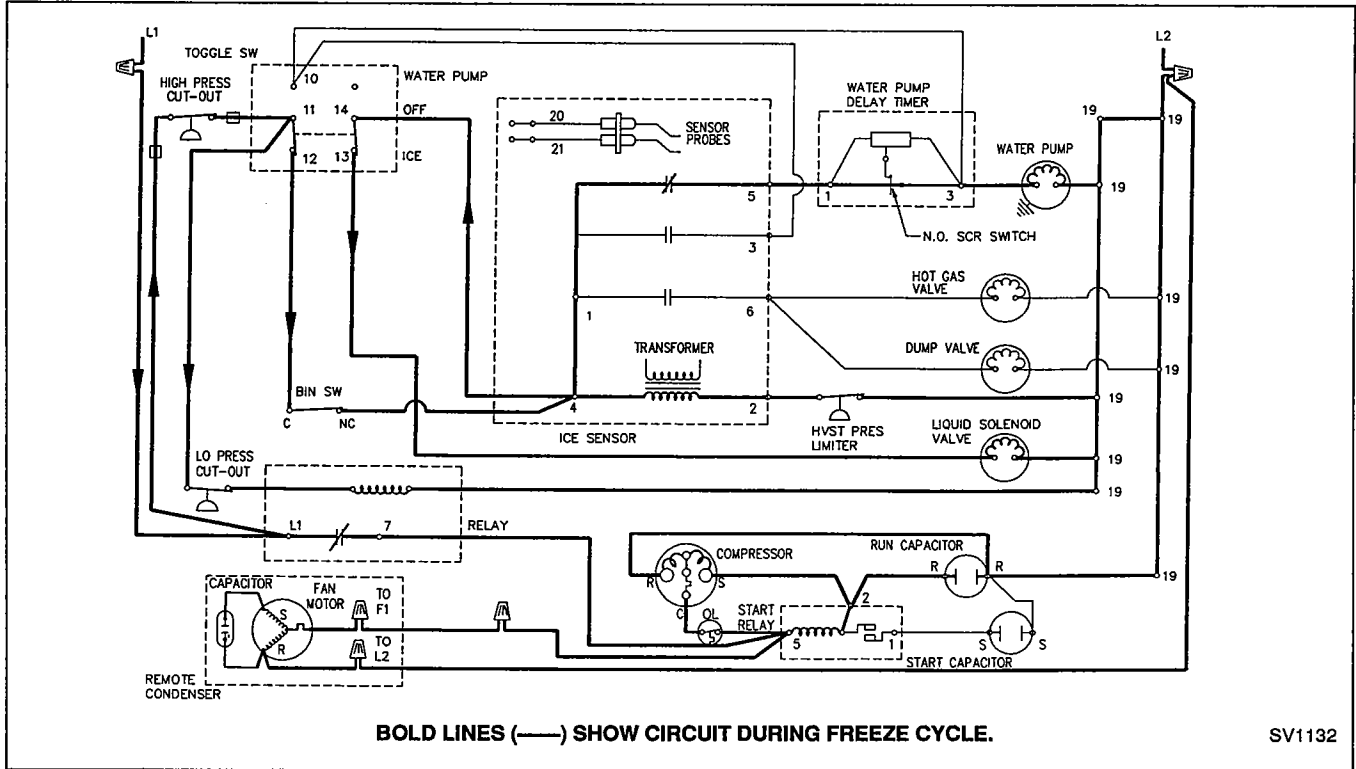 L1
L2
TOGGLE SW
10
WATER PUMP
HIGH PRESS
CUT-OUT
11
14
OFF
12
13
ICE
20
21
SENSOR
PROBES
WATER PUMP
DELAY TIMER
WATER PUMP
19
19
5
1
3
19
N.O. SCR SWITCH
3
HOT GAS
VALVE
19
1
6
TRANSFORMER
DUMP VALVE
19
BIN SW
C
NC
4
2
19
ICE SENSOR
HVST PRES
LIMITER
LIQUID SOLENOID
VALVE
19
LO PRESS
CUT-OUT
19
L1
7
RELAY
COMPRESSOR
RUN CAPACITOR
R
S
R
R
19
CAPACITOR
FAN
MOTOR
TO
F1
S
R
TO
L2
C
OL
START
RELAY
2
5
1
S
S
START CAPACITOR
REMOTE
CONDENSER
BOLD LINES (——) SHOW CIRCUIT DURING FREEZE CYCLE.
SV1132